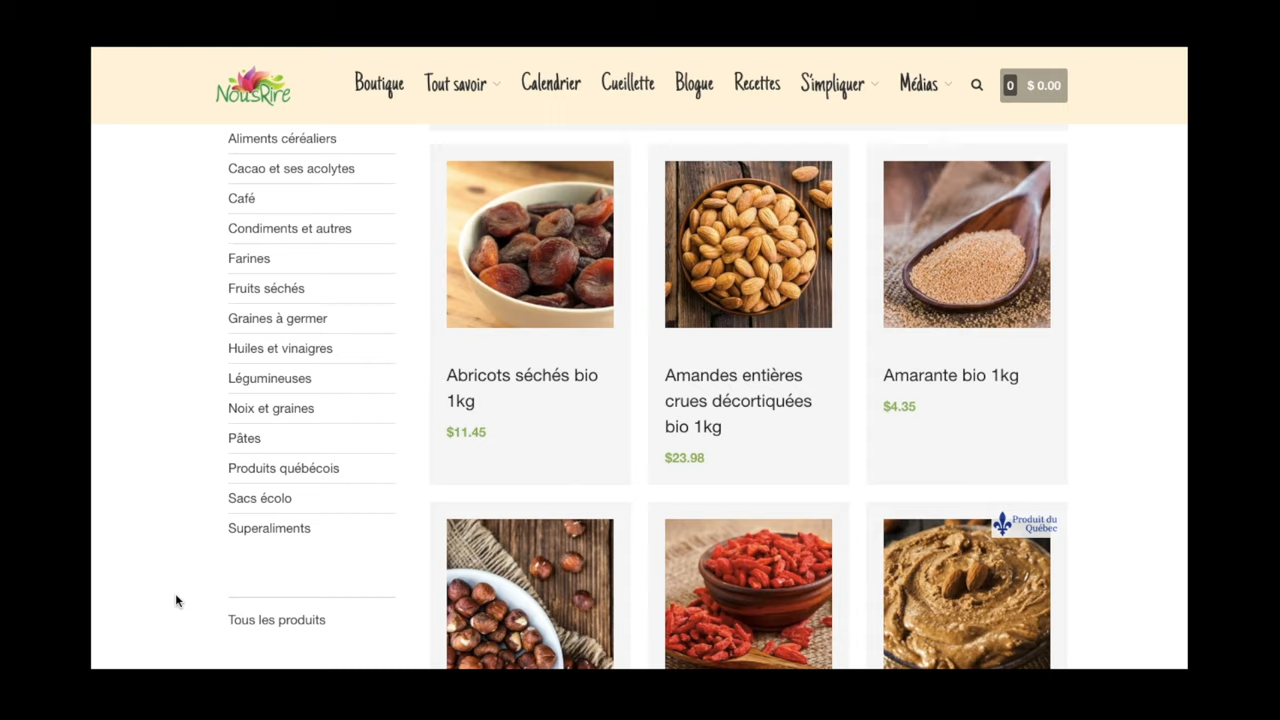 NousRire
Boutique
Tout savoir
Calendrier
Cueillette
Blogue
Recettes
S'impliquer
Médias
0 $ 0.00
Aliments céréaliers
Cacao et ses acolytes
Café
Condiments et autres
Farines
Fruits séchés
Graines à germer
Huiles et vinaigres
Légumineuses
Noix et graines
Pâtes
Produits québécois
Sacs écolo
Superaliments
Tous les produits
Abricots séchés bio
1kg
$11.45
Amandes entières
crues décortiquées
bio 1kg
$23.98
Amarante bio 1kg
$4.35
Produit du
Québec